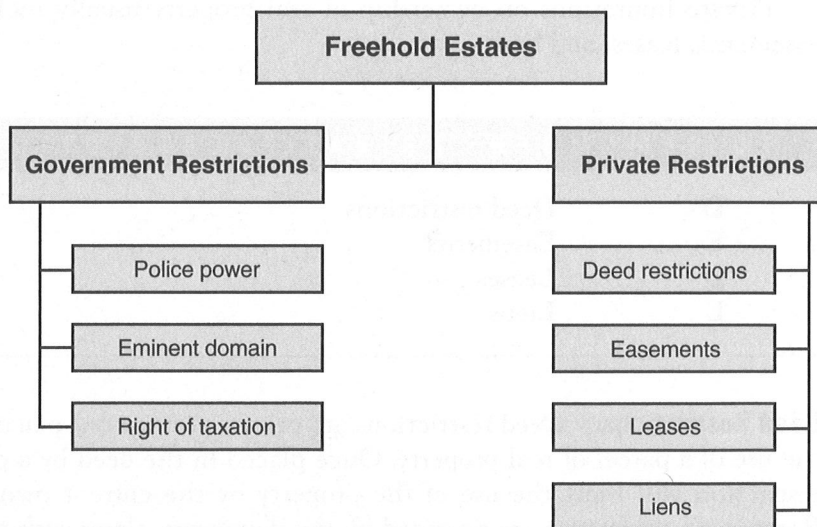 Freehold Estates
Government Restrictions
Private Restrictions
Police power
Deed restrictions
Eminent domain
Easements
Right of taxation
Leases
Liens